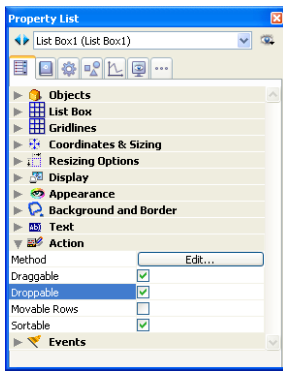 Property List
List Box1 (List Box1)
Objects
List Box
Gridlines
Coordinates & Sizing
Resizing Options
Display
Appearance
Background and Border
Text
Action
Method Edit...
Draggable
Droppable
Movable Rows
Sortable
Events